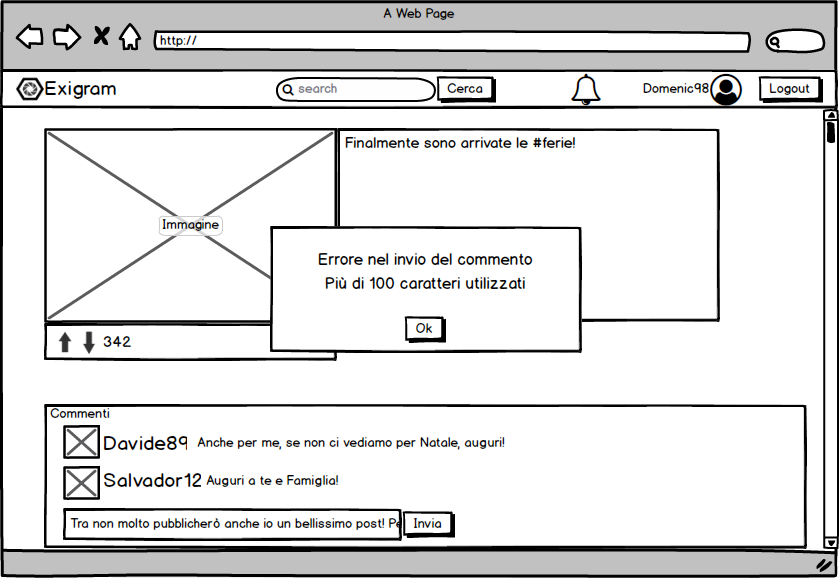 A Web Page
http://
Exigram
search
Cerca
Domenic98
Logout
Immagine
Finalmente sono arrivate le #ferie!
Errore nel invio del commento
Più di 100 caratteri utilizzati
Ok
342
Commenti
Davide89 Anche per me, se non ci vediamo per Natale, auguri!
Salvador12 Auguri a te e Famiglia!
Tra non molto pubblicherò anche io un bellissimo post!
Invia